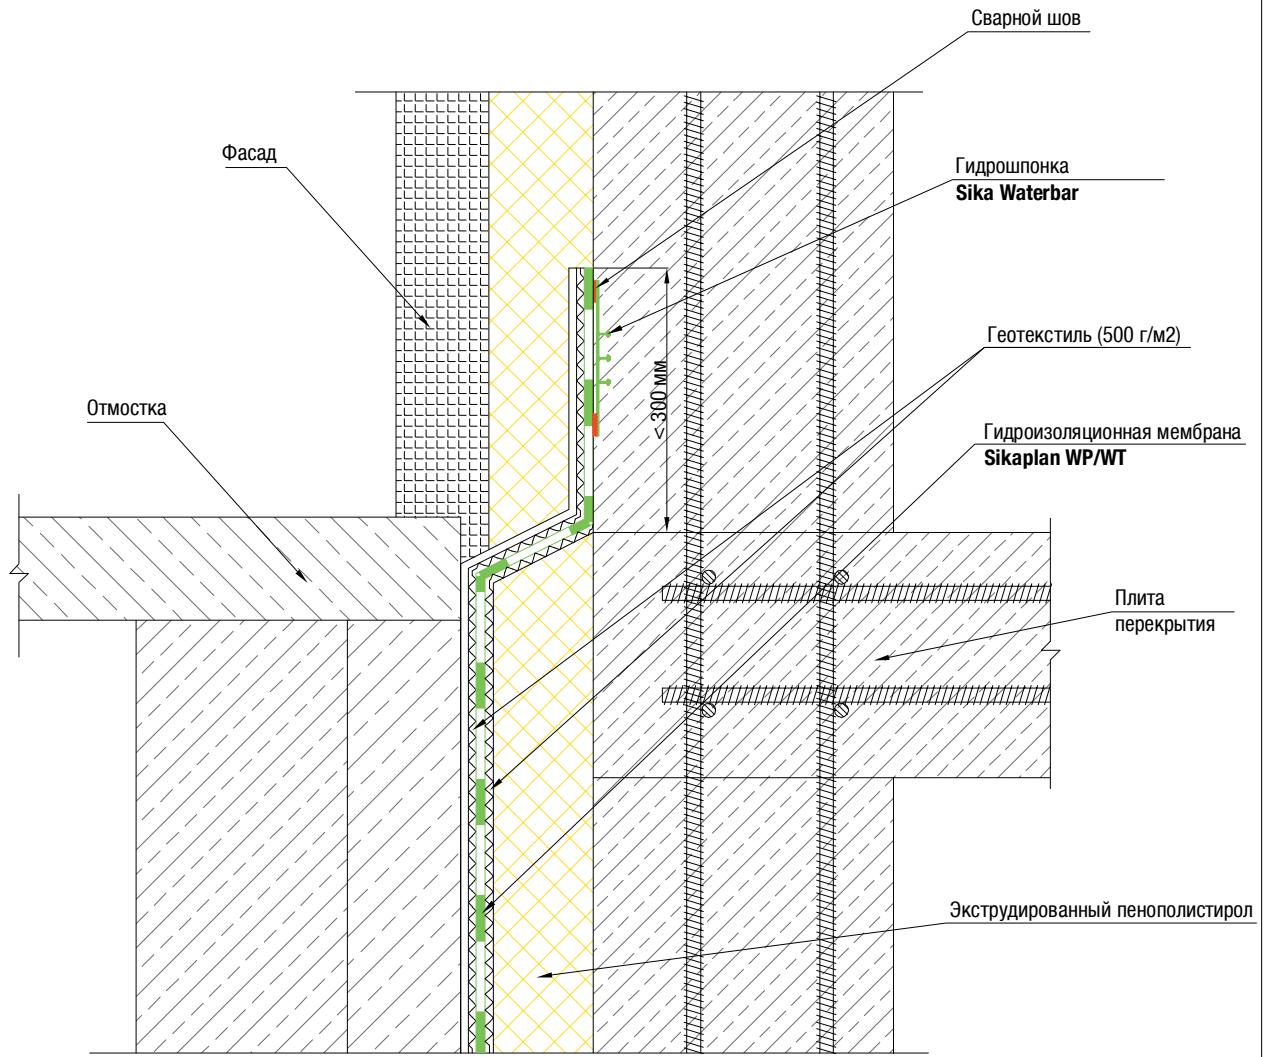 Сварной шов
Фасад
Гидрошпонка
Sika Waterbar
Геотекстиль (500 г/м2)
< 300 мм
Отмостка
Гидроизоляционная мембрана
Sikaplan WP/WT
Плита
перекрытия
Экструдированный пенополистирол